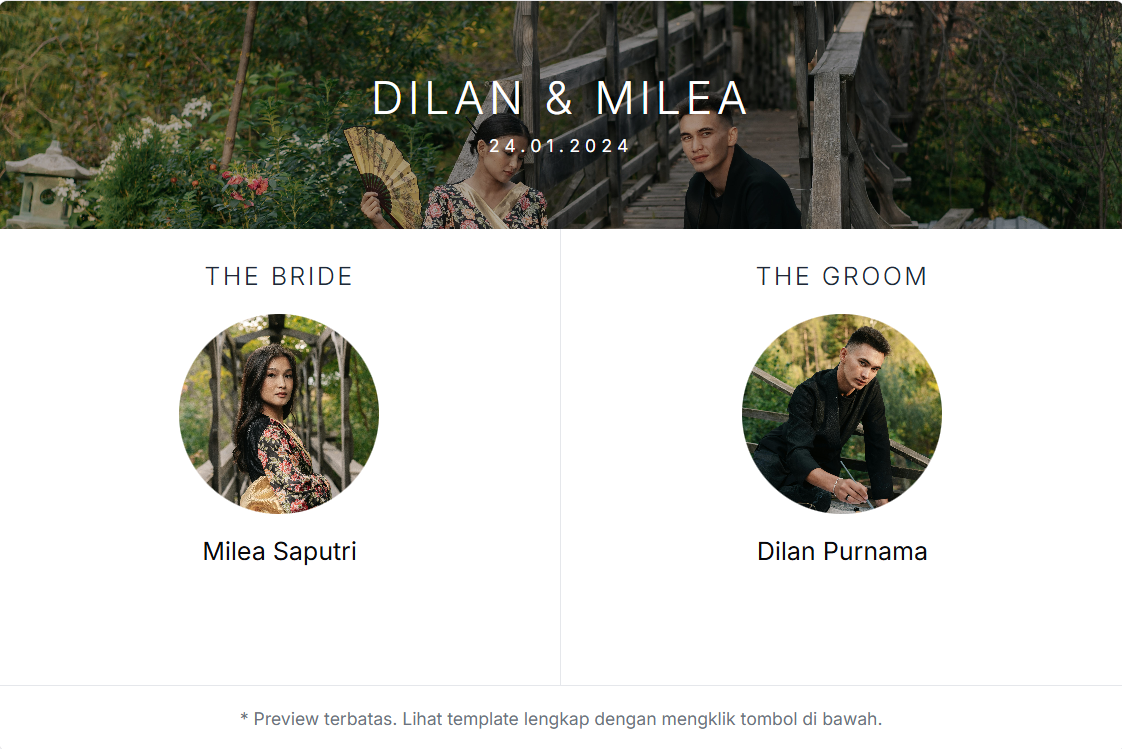 DILAN & MILEA
24.01.2024
THE BRIDE
THE GROOM
Milea Saputri
Dilan Purnama
* Preview terbatas. Lihat template lengkap dengan mengklik tombol di bawah.